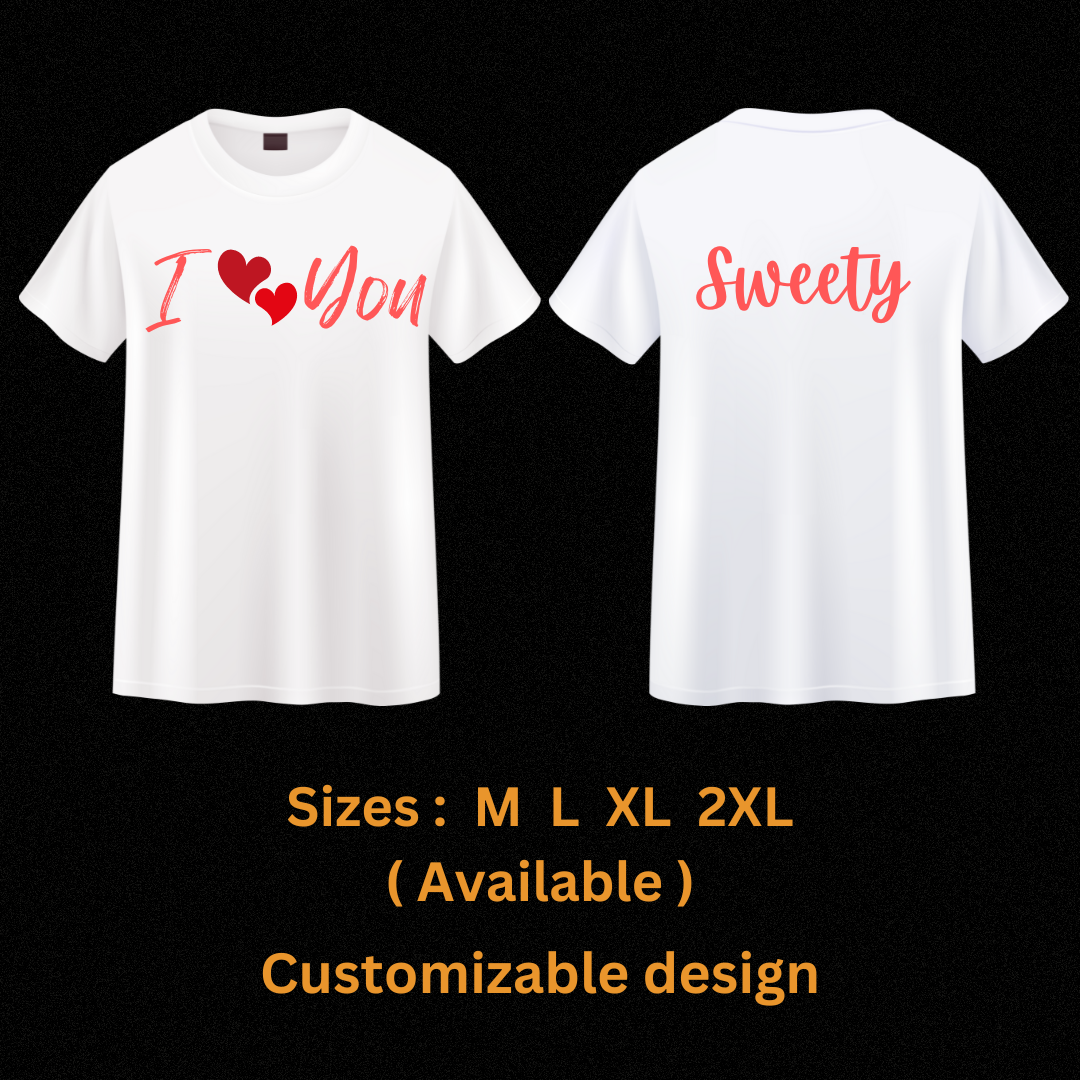 I You
Sweety
Sizes : M L XL 2XL
( Available )
Customizable design